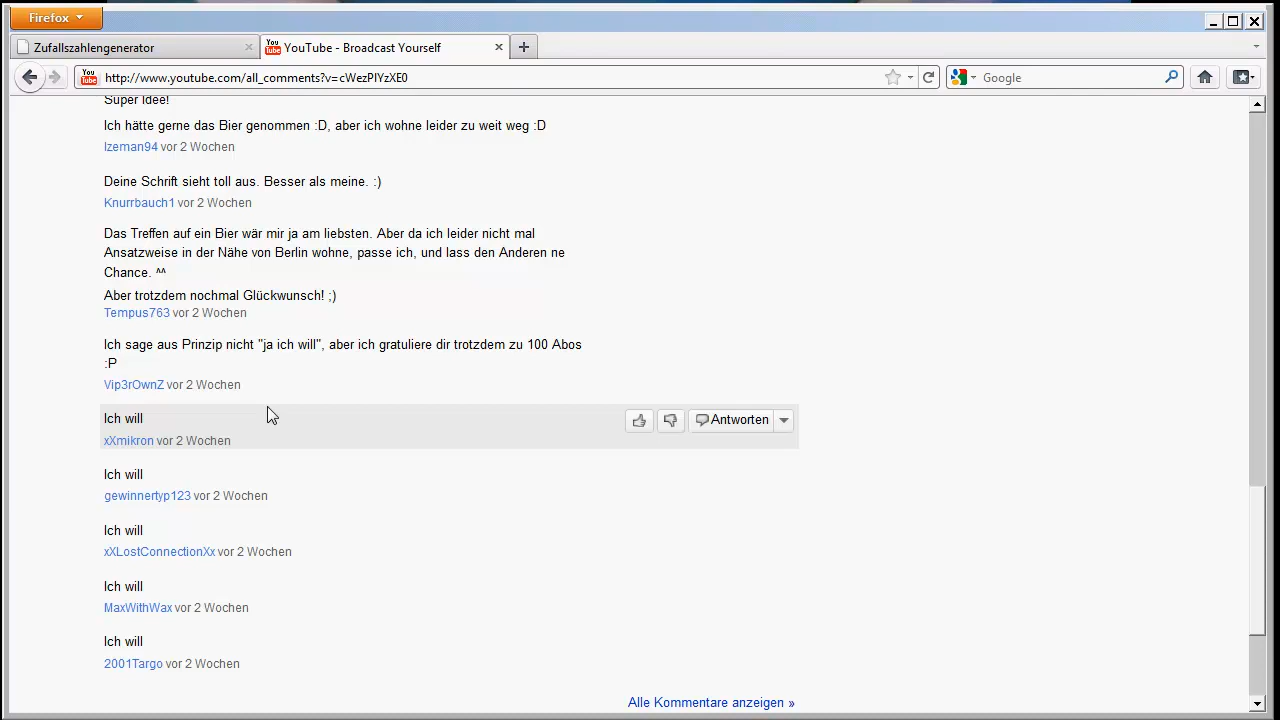 Firefox
Zufallszahlengenerator
YouTube - Broadcast Yourself
http://www.youtube.com/all_comments?v=cWezPIYzXE0
Google
Super Idee!
Ich hätte gerne das Bier genommen :D, aber ich wohne leider zu weit weg :D
Izeman94 vor 2 Wochen
Deine Schrift sieht toll aus. Besser als meine. :)
Knurrbauch1 vor 2 Wochen
Das Treffen auf ein Bier wär mir ja am liebsten. Aber da ich leider nicht mal
Ansatzweise in der Nähe von Berlin wohne, passe ich, und lass den Anderen ne
Chance. ^^
Aber trotzdem nochmal Glückwunsch! ;)
Tempus763 vor 2 Wochen
Ich sage aus Prinzip nicht "ja ich will", aber ich gratuliere dir trotzdem zu 100 Abos
:P
Vip3rOwnZ vor 2 Wochen
Ich will
Antworten
xXmikron vor 2 Wochen
Ich will
gewinnertyp123 vor 2 Wochen
Ich will
xXLostConnectionXx vor 2 Wochen
Ich will
MaxWithWax vor 2 Wochen
Ich will
2001Targo vor 2 Wochen
Alle Kommentare anzeigen »